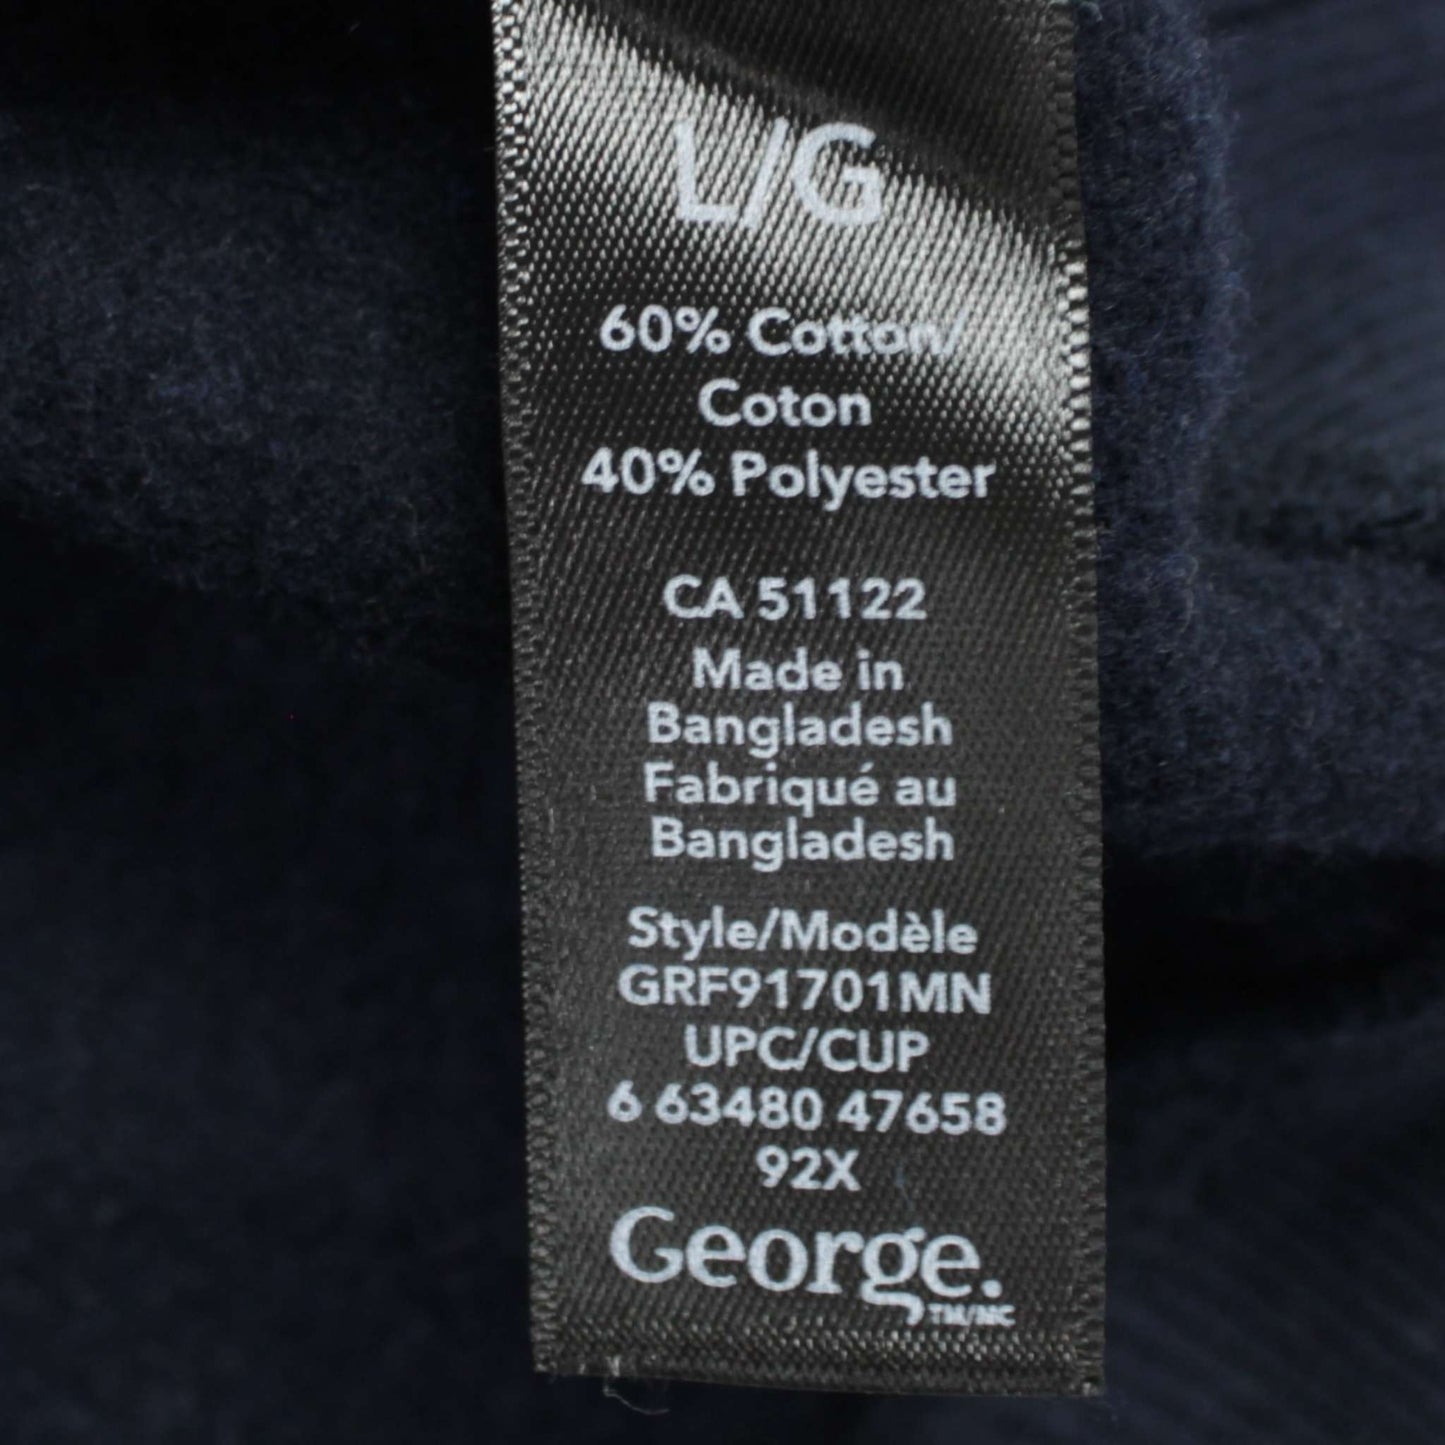 L/G
60% Cotton/
Coton
40% Polyester
CA 51122
Made in
Bangladesh
Fabriqué au
Bangladesh
Style/Modèle
GRF91701MN
UPC/CUP
6 63480 47658
92X
George.
TM/MC